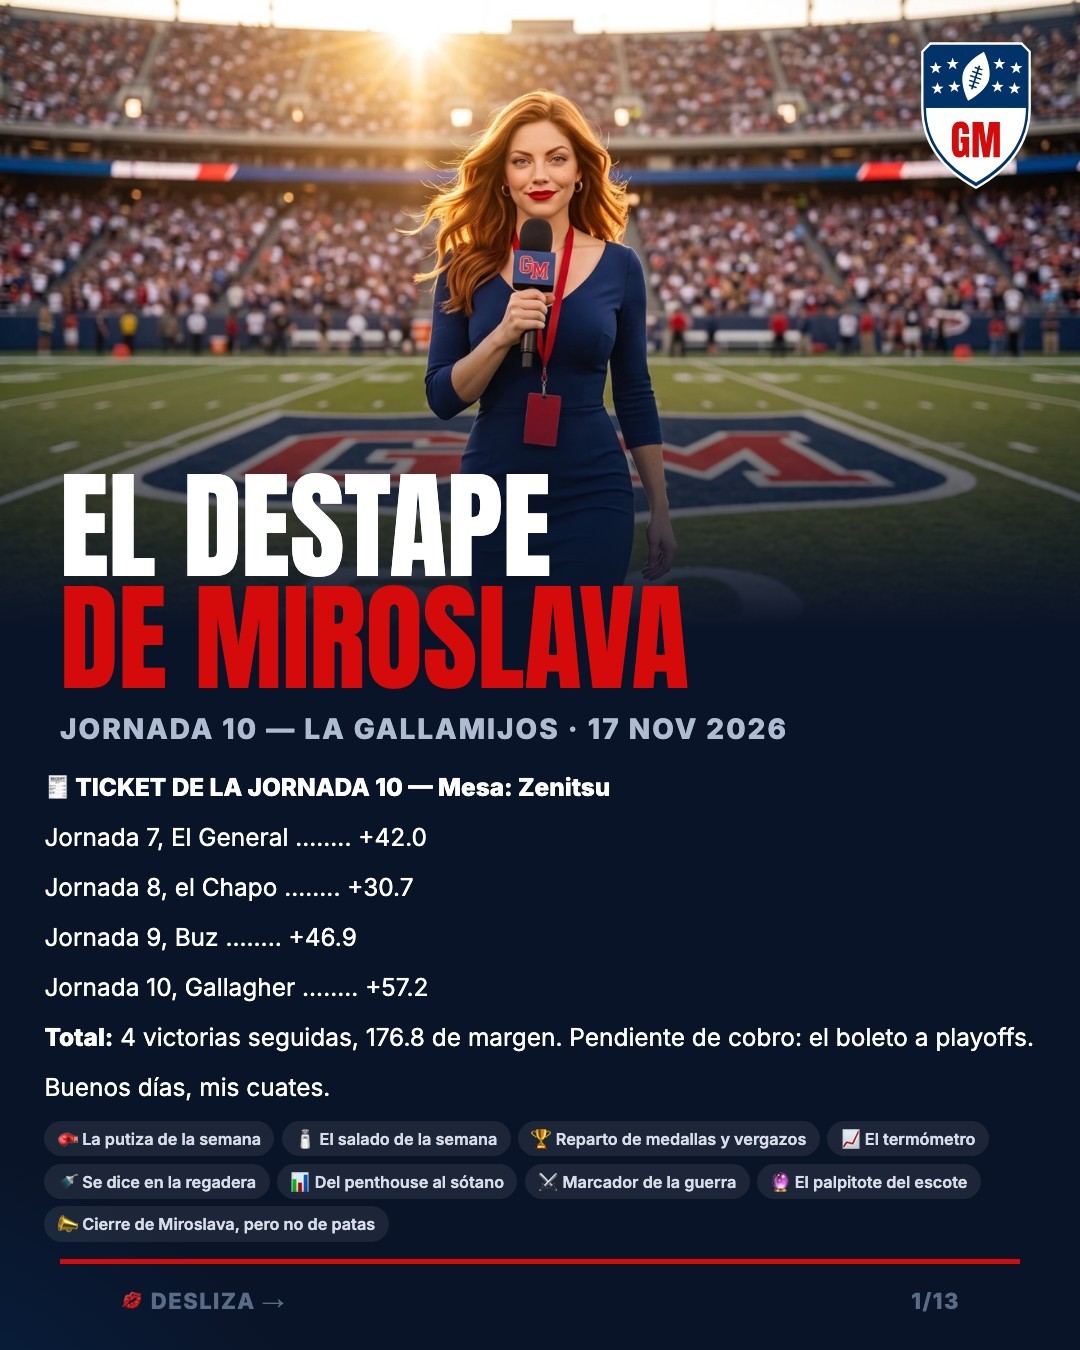 GM
GM
GM
EL DESTAPE
DE MIROSLAVA
JORNADA 10 — LA GALLAMIJOS · 17 NOV 2026
🧾 TICKET DE LA JORNADA 10 — Mesa: Zenitsu
Jornada 7, El General ........ +42.0
Jornada 8, el Chapo ........ +30.7
Jornada 9, Buz ........ +46.9
Jornada 10, Gallagher ........ +57.2
Total: 4 victorias seguidas, 176.8 de margen. Pendiente de cobro: el boleto a playoffs.
Buenos días, mis cuates.
🥊 La putiza de la semana
🧂 El salado de la semana
🏆 Reparto de medallas y vergazos
📈 El termómetro
🚿 Se dice en la regadera
📊 Del penthouse al sótano
⚔️ Marcador de la guerra
🔮 El palpitote del escote
📣 Cierre de Miroslava, pero no de patas
💋 DESLIZA →
1/13